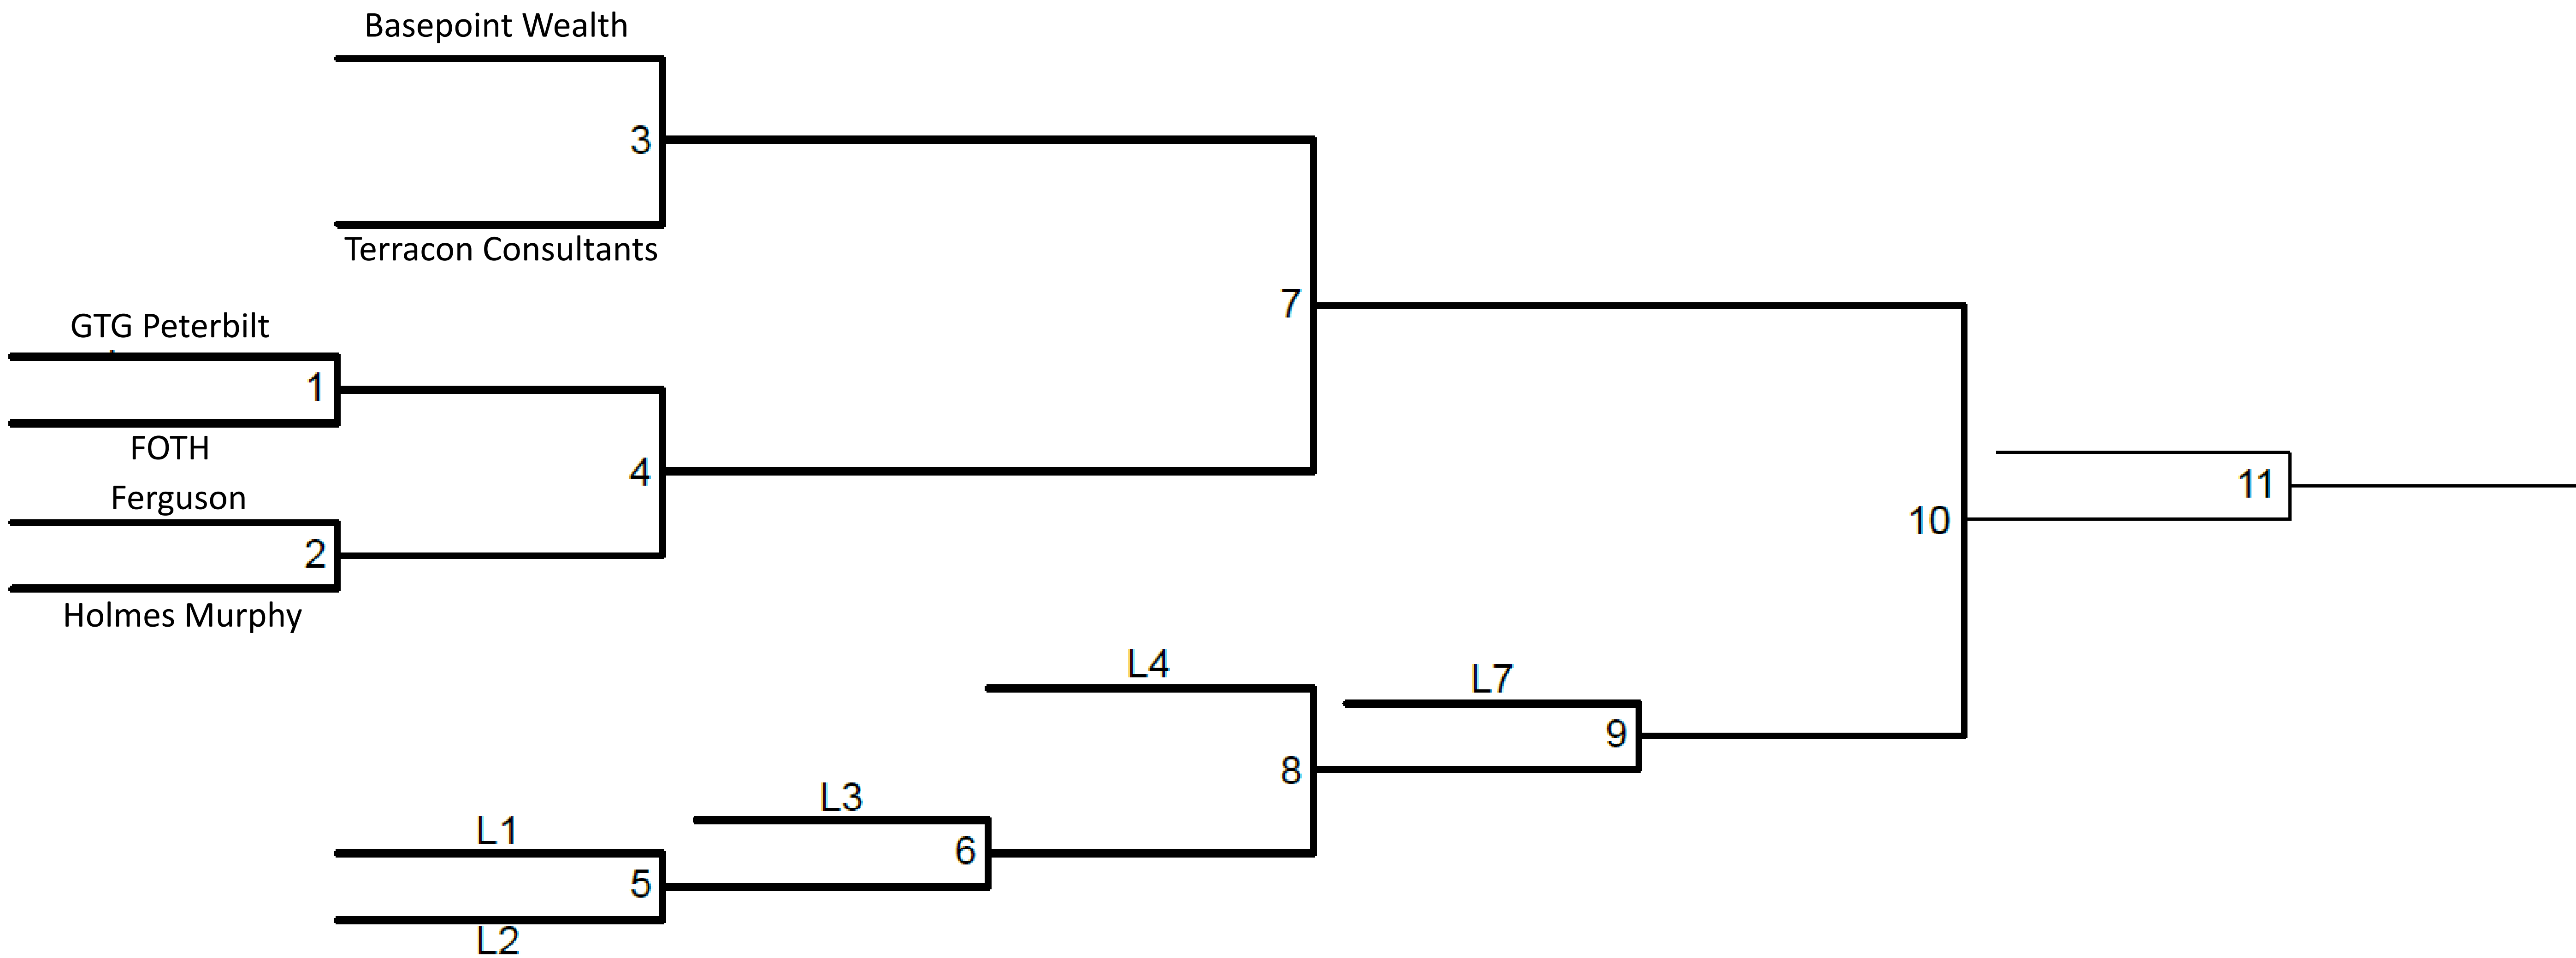 Basepoint Wealth
3
Terracon Consultants
7
GTG Peterbilt
1
FOTH
4
Ferguson
2
Holmes Murphy
11
10
L4
L7
9
8
L3
6
L1
5
L2